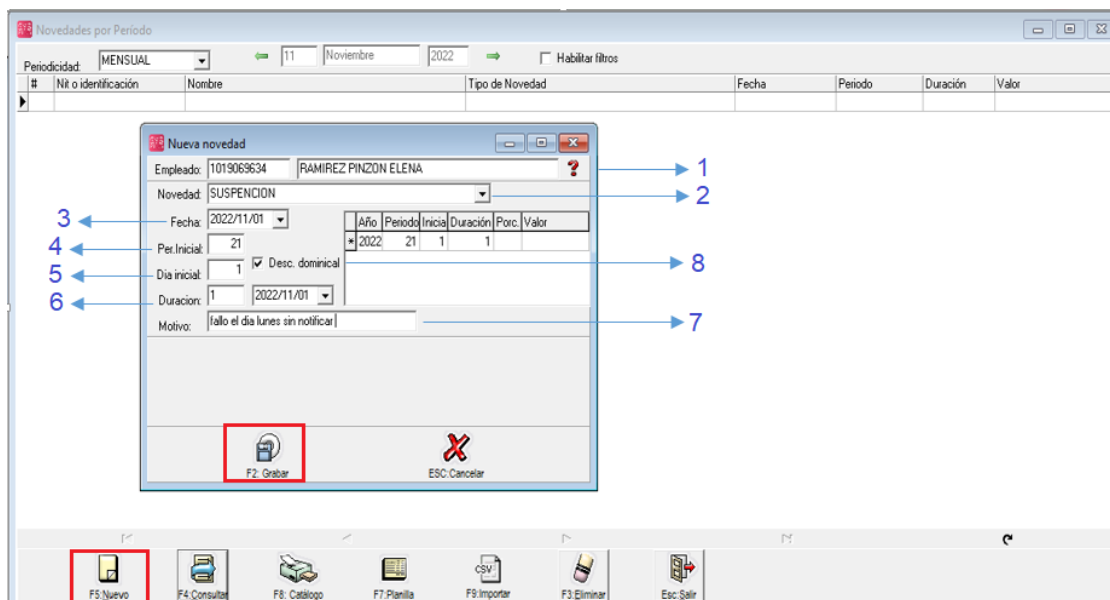 Novedades por Período
Periodicidad: MENSUAL 11 Noviembre 2022 Habilitar filtros
# Nit o identificación Nombre Tipo de Novedad Fecha Periodo Duración Valor
Nueva novedad
Empleado: 1019069634 RAMIREZ PINZON ELENA ? 1
Novedad: SUSPENCION 2
3 Fecha: 2022/11/01 Año Periodo Inicia Duración Porc. Valor
4 Per.Inicial: 21 * 2022 21 1 1
5 Dia inicial: 1 Desc. dominical 8
6 Duracion: 1 2022/11/01
Motivo: fallo el dia lunes sin notificar 7
F2: Grabar ESC:Cancelar
CSV
F5:Nuevo F4:Consultar F8: Catálogo F7:Planilla F9:Importar F3:Eliminar Esc:Salir